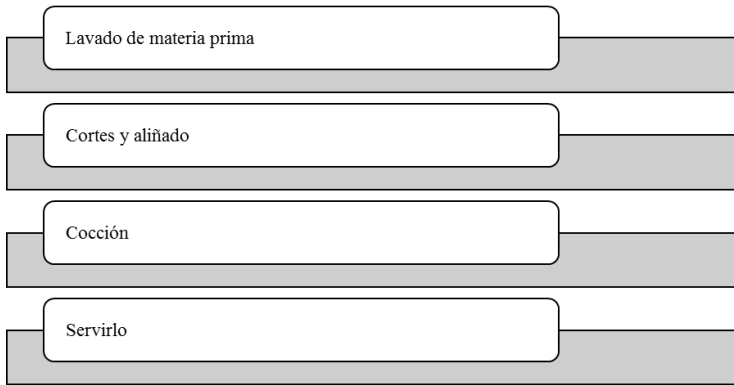 Lavado de materia prima
Cortes y aliñado
Cocción
Servirlo